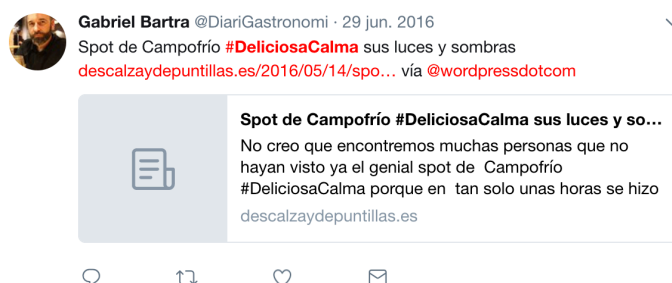 Gabriel Bartra @DiariGastronomi · 29 jun. 2016
Spot de Campofrío #DeliciosaCalma sus luces y sombras
descalzaydepuntillas.es/2016/05/14/spo… vía @wordpressdotcom
Spot de Campofrío #DeliciosaCalma sus luces y so...
No creo que encontremos muchas personas que no
hayan visto ya el genial spot de  Campofrío
#DeliciosaCalma porque en  tan solo unas horas se hizo
descalzaydepuntillas.es